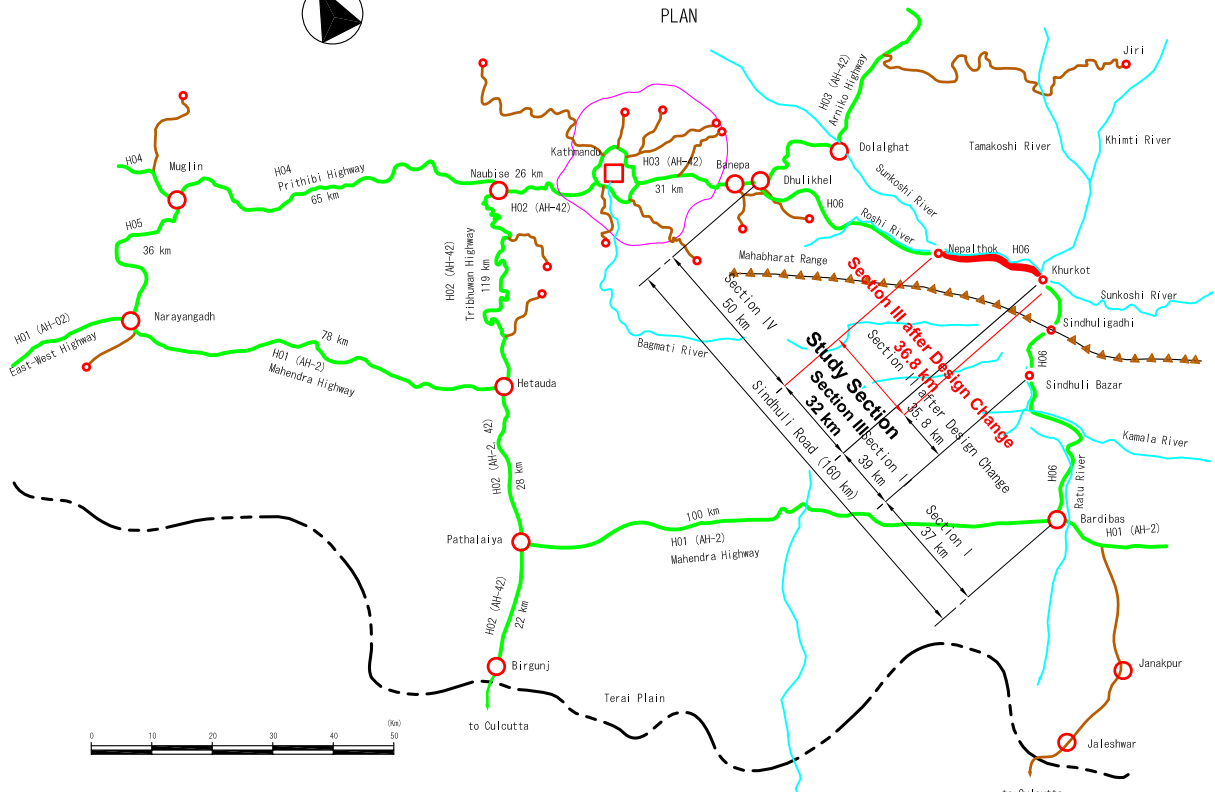 PLAN
Jiri
H03 (AH-42)
Arniko Highway
Tamakoshi River
Khimti River
H04
Muglin
H04
Prithibi Highway
65 km
Naubise
26 km
H02 (AH-42)
Kathmandu
H03 (AH-42)
31 km
Banepa
Dhulikhel
Dolalghat
Sunkoshi River
H06
Roshi River
Nepalthok
H06
Khurkot
Sunkoshi River
H05
36 km
H02 (AH-42)
Tribhuwan Highway
119 km
Mahabharat Range
Sindhuligadhi
H06
Sindhuli Bazar
Narayangadh
H01 (AH-02)
East-West Highway
78 km
H01 (AH-2)
Mahendra Highway
Hetauda
Bagmati River
Section IV
50 km
Study Section
Section III
32 km
Section III after Design Change
36.8 km
Section II after Design Change
35.8 km
Section II
39 km
Sindhuli Road (160 km)
Section I
37 km
Kamala River
H06
Ratu River
Bardibas
H01 (AH-2)
H02 (AH-2, 42)
28 km
Pathalaiya
100 km
H01 (AH-2)
Mahendra Highway
H02 (AH-42)
22 km
Birgunj
to Culcutta
Terai Plain
Janakpur
Jaleshwar
(Km)
0 10 20 30 40 50